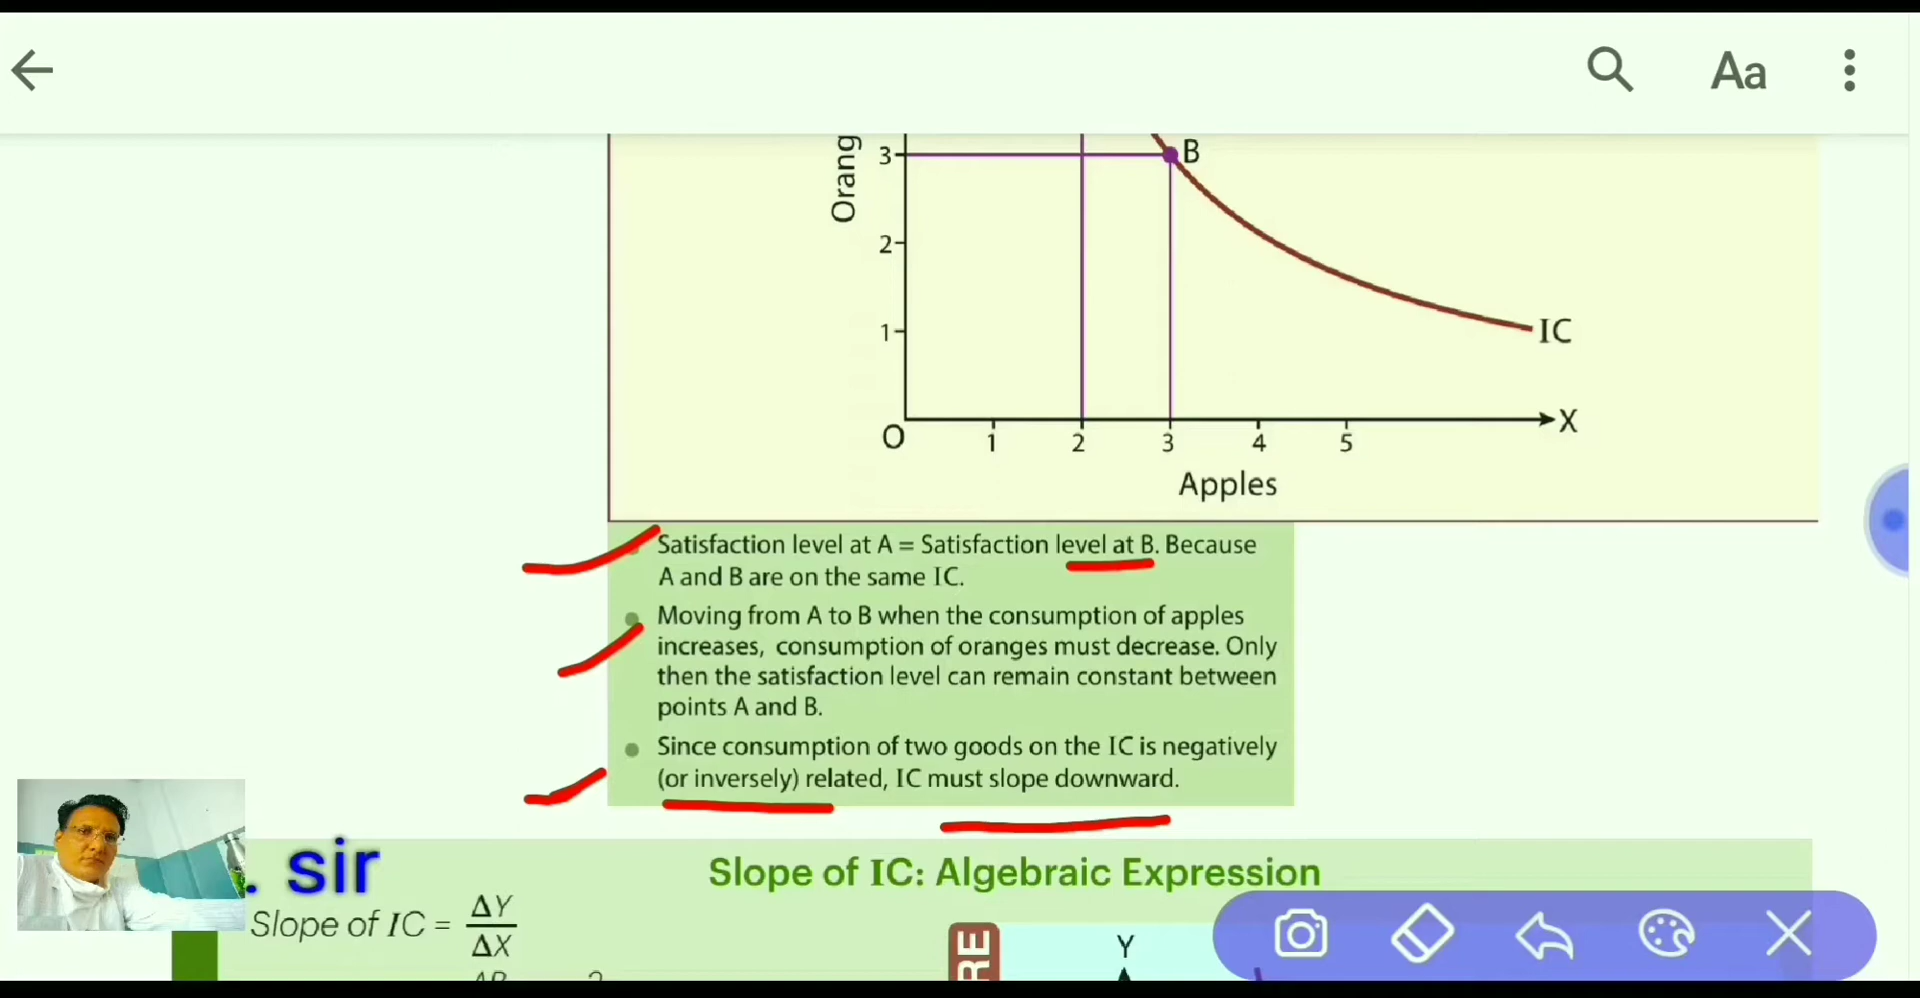 Aa
Orang
3
B
2
1
IC
O
1
2
3
4
5
X
Apples
Satisfaction level at A = Satisfaction level at B. Because
A and B are on the same IC.
Moving from A to B when the consumption of apples
increases, consumption of oranges must decrease. Only
then the satisfaction level can remain constant between
points A and B.
Since consumption of two goods on the IC is negatively
(or inversely) related, IC must slope downward.
. sir
Slope of IC: Algebraic Expression
Slope of IC = ΔY
ΔX
RE
Y